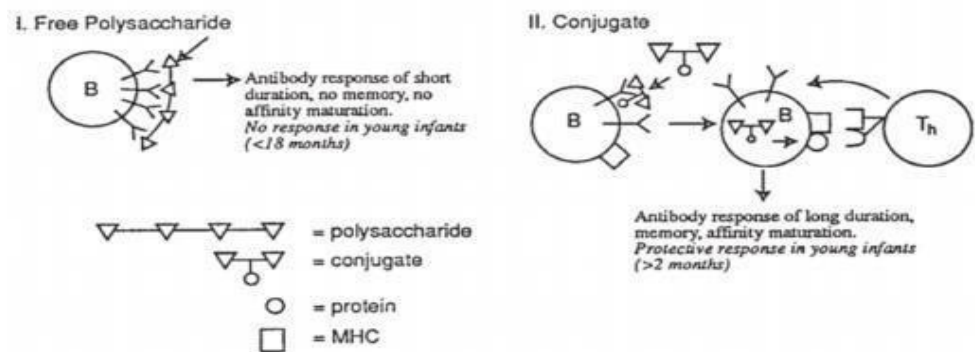 I. Free Polysaccharide
B
Antibody response of short
duration, no memory, no
affinity maturation.
No response in young infants
(<18 months)
II. Conjugate
B
B
Th
Antibody response of long duration,
memory, affinity maturation.
Protective response in young infants
(>2 months)
= polysaccharide
= conjugate
= protein
= MHC